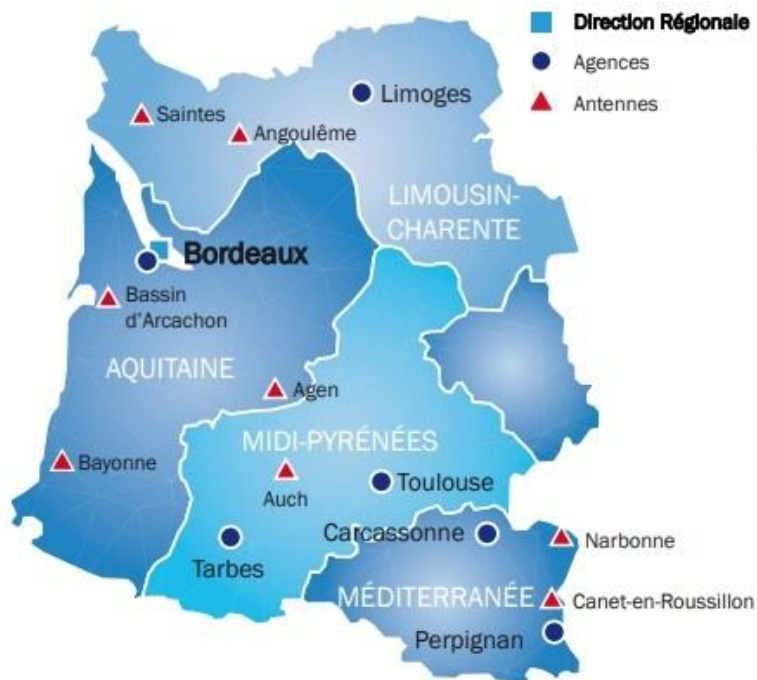 Direction Régionale
Agences
Antennes
Limoges
Saintes
Angoulême
LIMOUSIN-
CHARENTE
Bordeaux
Bassin
d'Arcachon
AQUITAINE
Agen
MIDI-PYRÉNÉES
Bayonne
Auch
Toulouse
Carcassonne
Narbonne
Tarbes
MÉDITERRANÉE
Canet-en-Roussillon
Perpignan